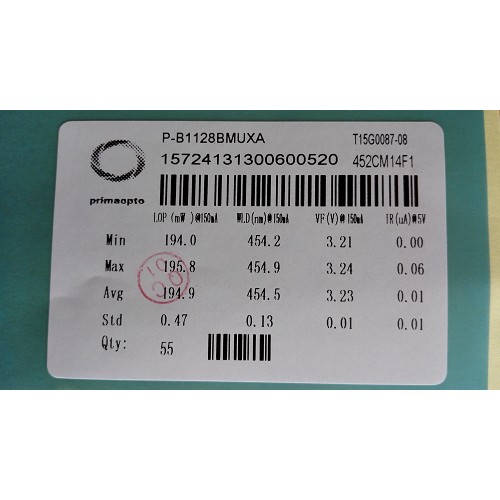 P-B1128BMUXA T15G0087-08
15724131300600520 452CM14F1
primaopto
LOP (mW )@150mA WLD(nm)@150mA VF(V)@ 150mA IR(uA)@5V
Min 194.0 454.2 3.21 0.00
Max 195.8 454.9 3.24 0.06
Avg 194.9 454.5 3.23 0.01
Std 0.47 0.13 0.01 0.01
Qty: 55